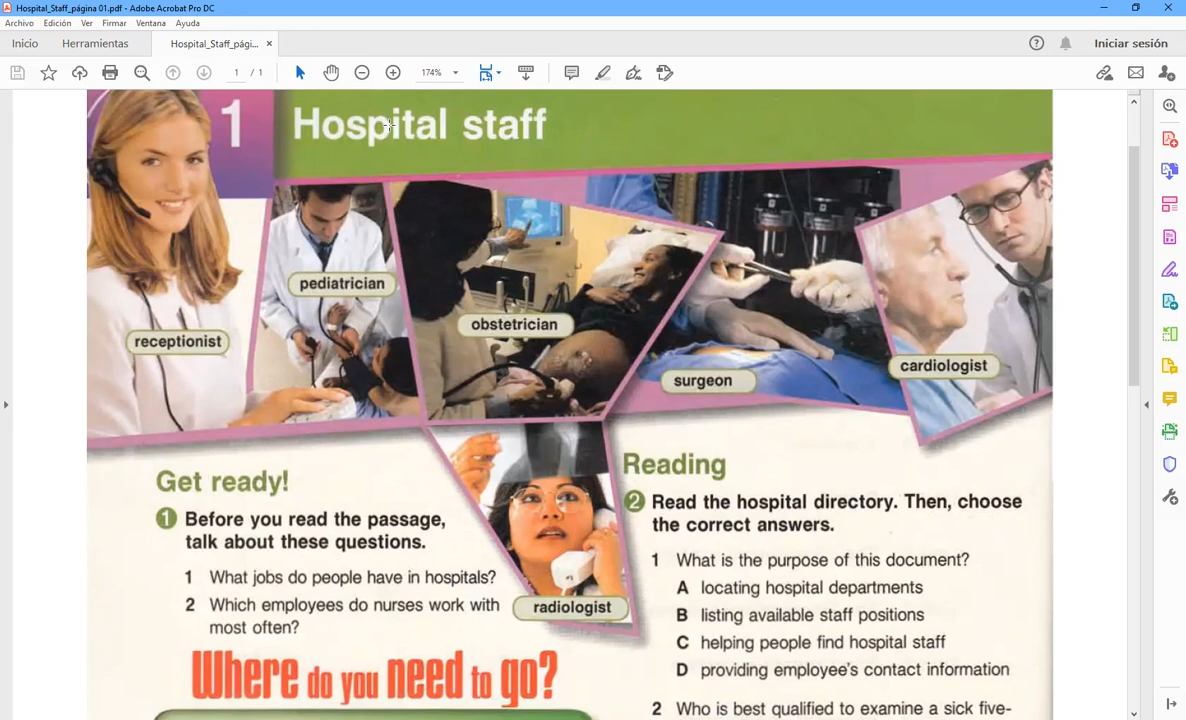 Hospital_Staff_página 01.pdf - Adobe Acrobat Pro DC
Archivo Edición Ver Firmar Ventana Ayuda
Inicio Herramientas Hospital_Staff_pági... × Iniciar sesión
1 / 1 174%
1 Hospital staff
receptionist
pediatrician
obstetrician
surgeon
cardiologist
radiologist
Get ready!
1 Before you read the passage,
talk about these questions.
1 What jobs do people have in hospitals?
2 Which employees do nurses work with
most often?
Where do you need to go?
Reading
2 Read the hospital directory. Then, choose
the correct answers.
1 What is the purpose of this document?
A locating hospital departments
B listing available staff positions
C helping people find hospital staff
D providing employee's contact information
2 Who is best qualified to examine a sick five-